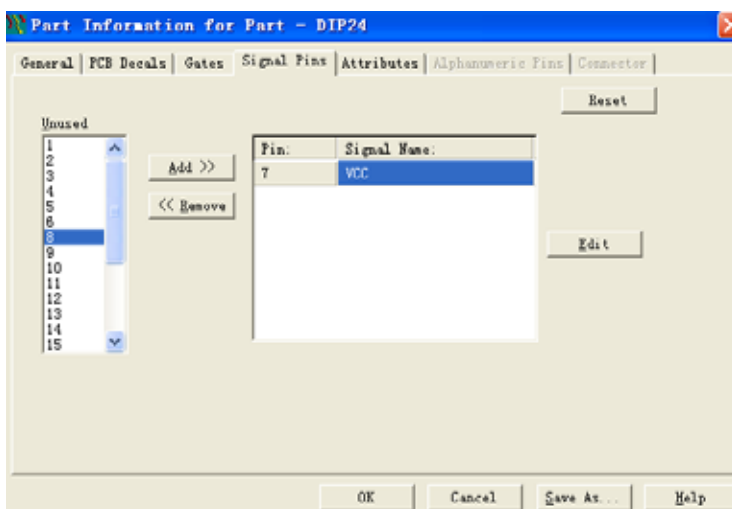 Part Information for Part - DIP24
General PCB Decals Gates Signal Pins Attributes Alphanumeric Pins Connector
Reset
Unused
1
2
3
4
5
6
8
9
10
11
12
13
14
15
Add >>
<< Remove
Pin: Signal Name:
7 VCC
Edit
OK Cancel Save As... Help